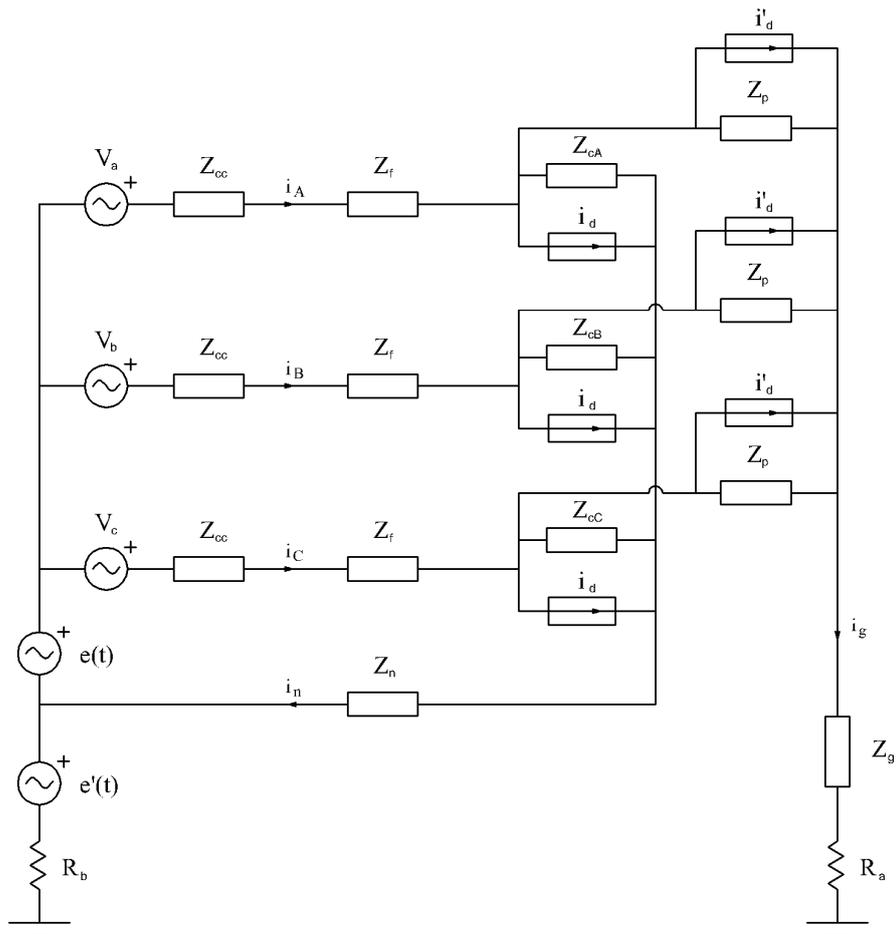 i'd
Zp
Va
+
Zcc
iA
Zf
ZcA
id
i'd
Zp
Vb
+
Zcc
iB
Zf
ZcB
id
i'd
Zp
Vc
+
Zcc
iC
Zf
ZcC
id
+
e(t)
ig
in
Zn
+
e'(t)
Zg
Rb
Ra